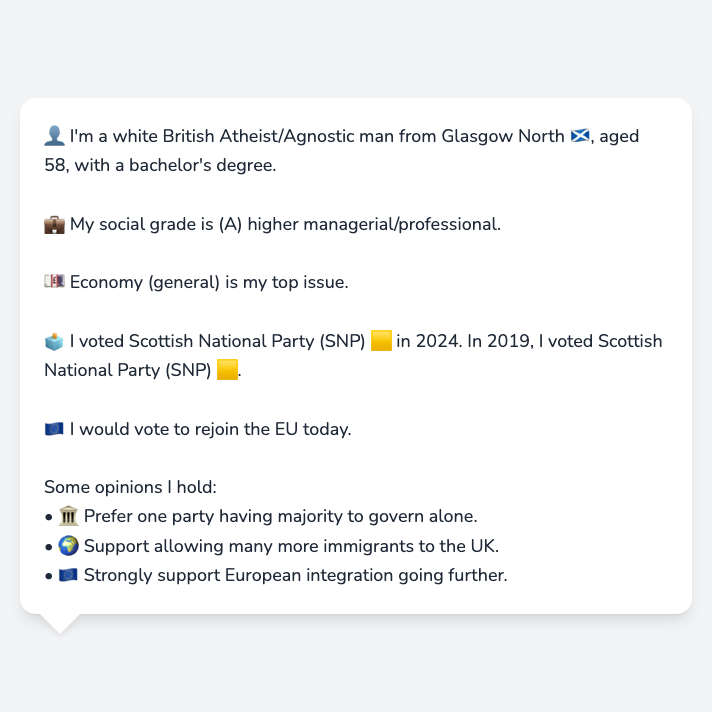 👤 I'm a white British Atheist/Agnostic man from Glasgow North 🏴󠁧󠁢󠁳󠁣󠁴󠁿, aged
58, with a bachelor's degree.
💼 My social grade is (A) higher managerial/professional.
💷 Economy (general) is my top issue.
🗳️ I voted Scottish National Party (SNP) 🟨 in 2024. In 2019, I voted Scottish
National Party (SNP) 🟨.
🇪🇺 I would vote to rejoin the EU today.
Some opinions I hold:
• 🏛️ Prefer one party having majority to govern alone.
• 🌍 Support allowing many more immigrants to the UK.
• 🇪🇺 Strongly support European integration going further.